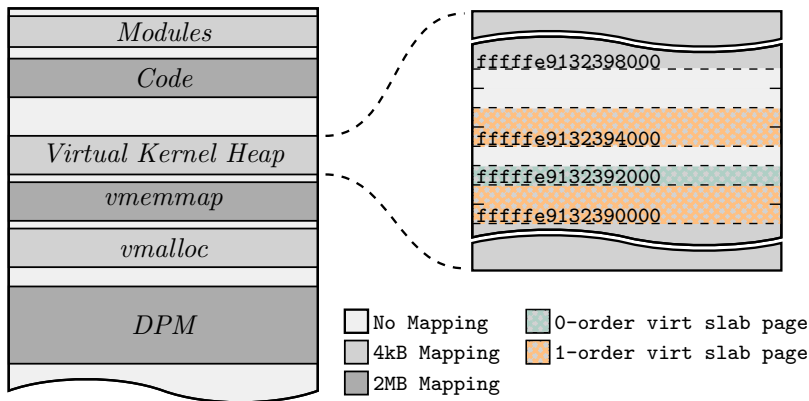 Modules
Code
Virtual Kernel Heap
vmemmap
vmalloc
DPM
fffffe9132398000
fffffe9132394000
fffffe9132392000
fffffe9132390000
No Mapping
4kB Mapping
2MB Mapping
0-order virt slab page
1-order virt slab page